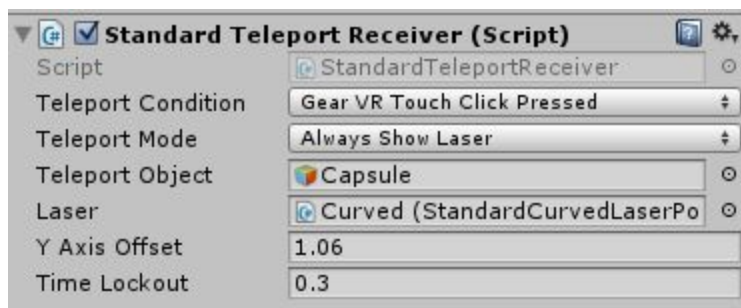 Standard Teleport Receiver (Script)
Script StandardTeleportReceiver
Teleport Condition Gear VR Touch Click Pressed
Teleport Mode Always Show Laser
Teleport Object Capsule
Laser Curved (StandardCurvedLaserPo
Y Axis Offset 1.06
Time Lockout 0.3